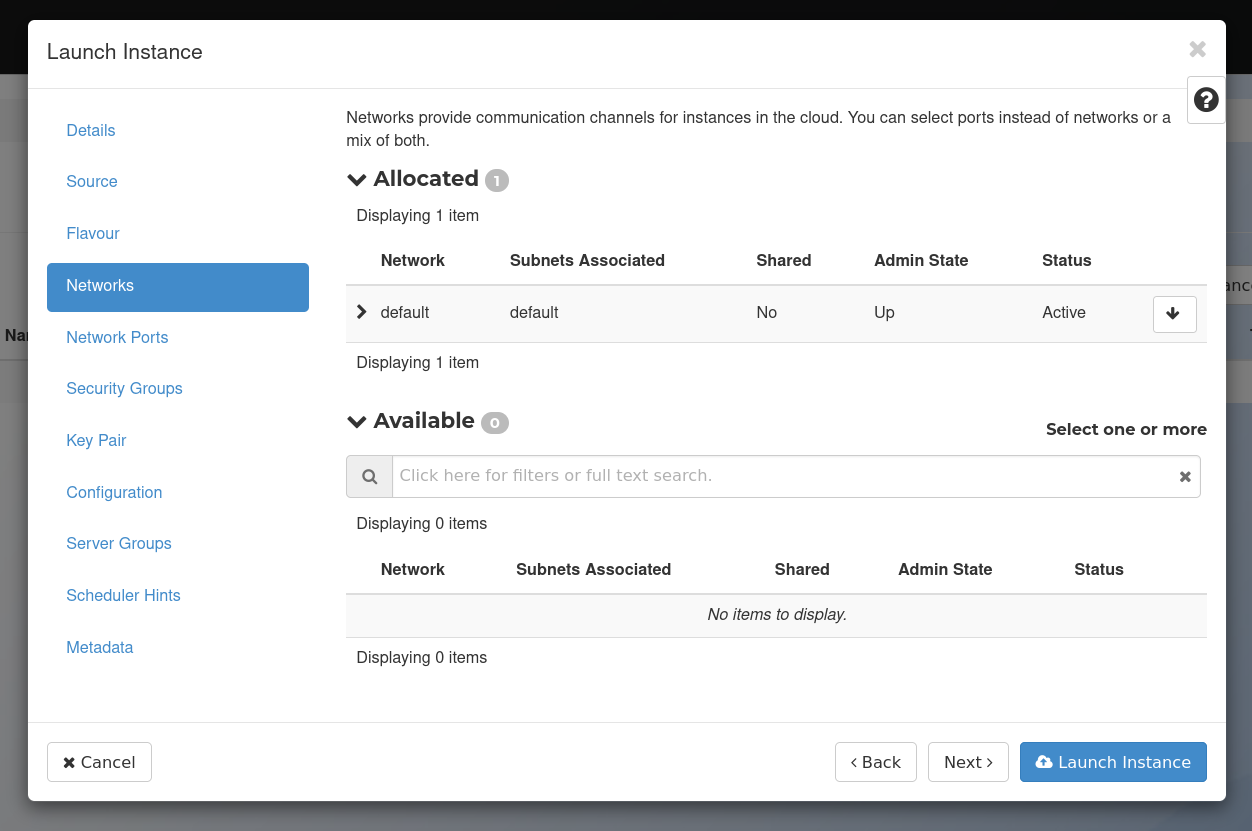 Launch Instance
Details
Source
Flavour
Networks
Network Ports
Security Groups
Key Pair
Configuration
Server Groups
Scheduler Hints
Metadata
Networks provide communication channels for instances in the cloud. You can select ports instead of networks or a
mix of both.
Allocated 1
Displaying 1 item
Network Subnets Associated Shared Admin State Status
default default No Up Active
Displaying 1 item
Available 0
Select one or more
Click here for filters or full text search.
Displaying 0 items
Network Subnets Associated Shared Admin State Status
No items to display.
Displaying 0 items
Cancel
Back
Next
Launch Instance